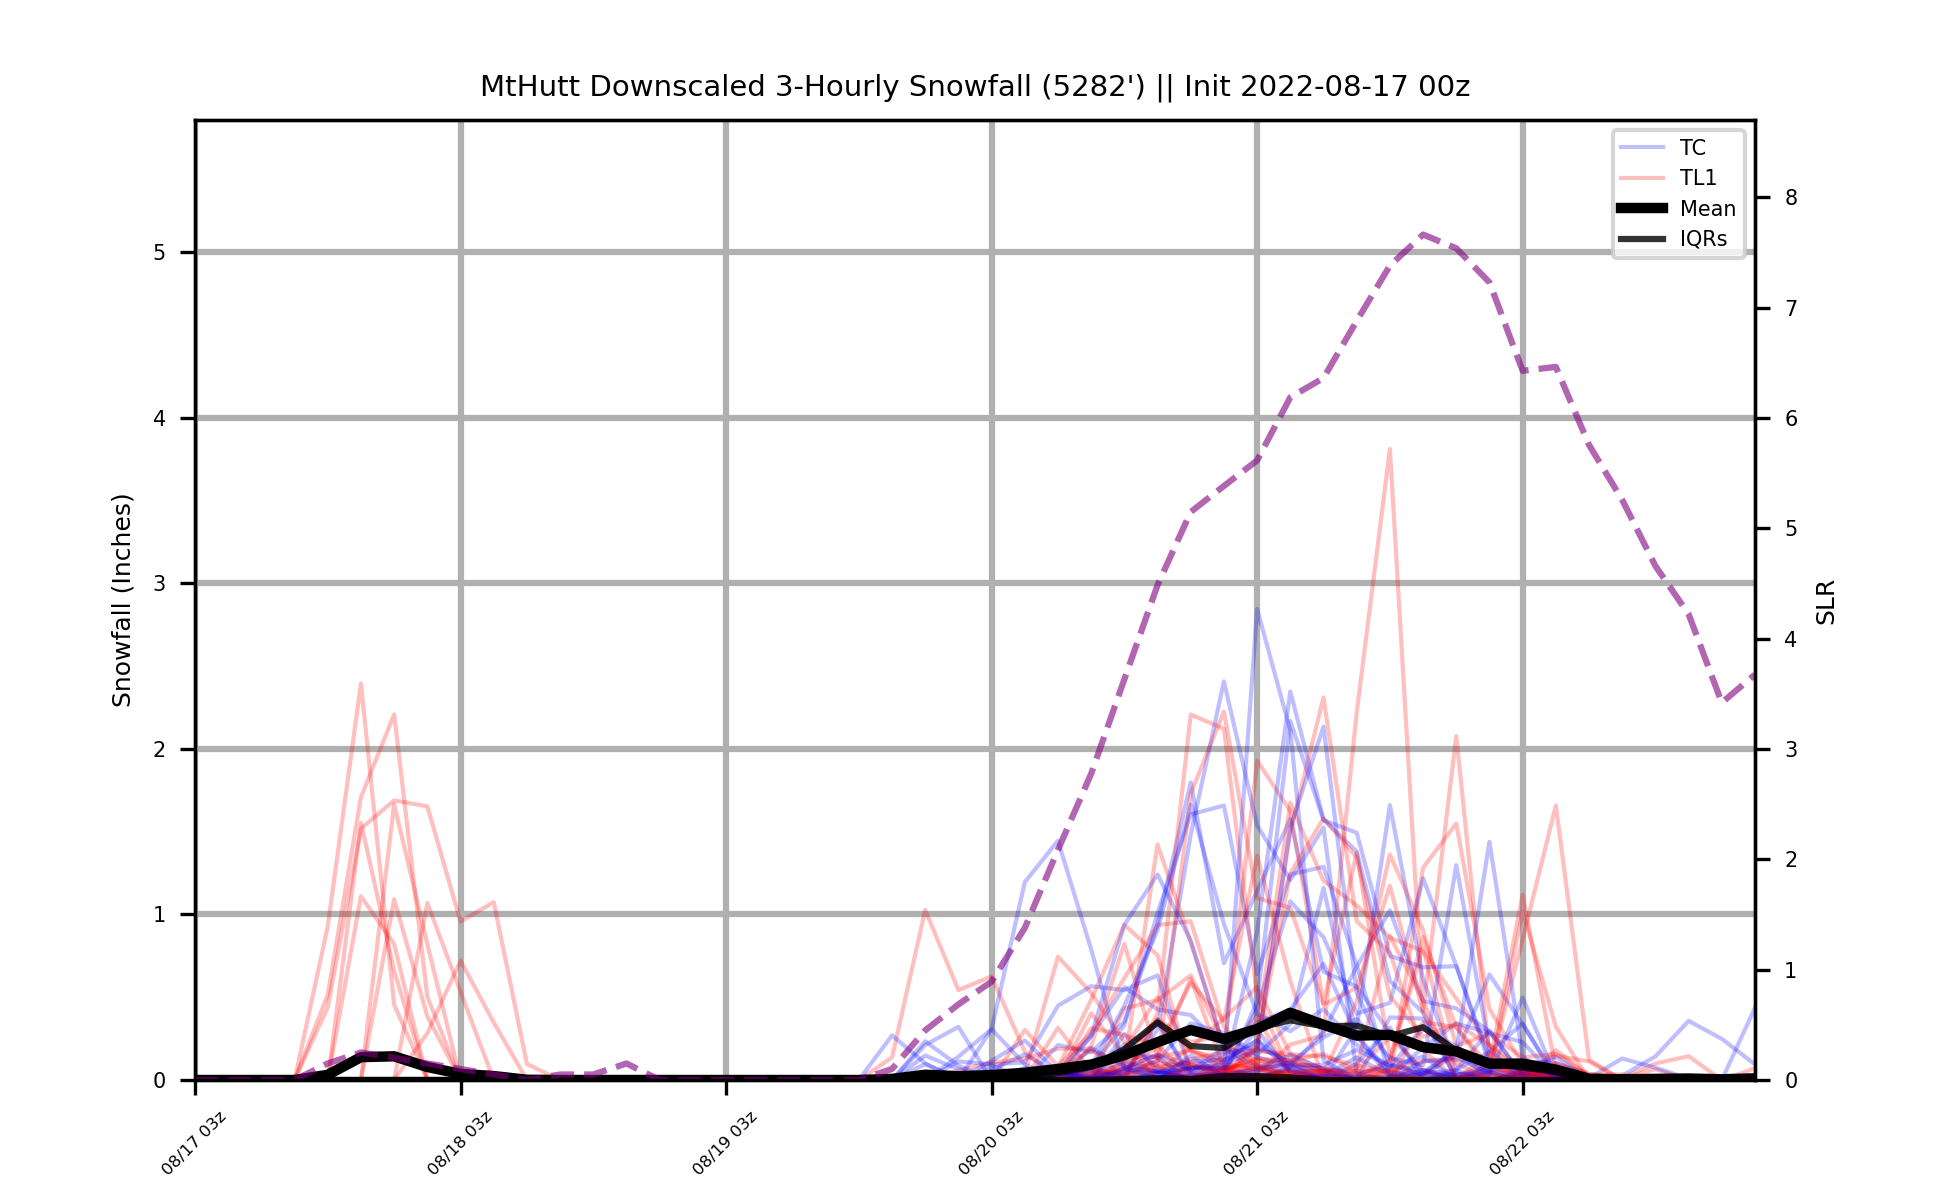 MtHutt Downscaled 3-Hourly Snowfall (5282') || Init 2022-08-17 00z
TC
TL1
Mean
IQRs
Snowfall (Inches)
5
4
3
2
1
0
8
7
6
5
4
3
2
1
0
SLR
08/17 03z
08/18 03z
08/19 03z
08/20 03z
08/21 03z
08/22 03z